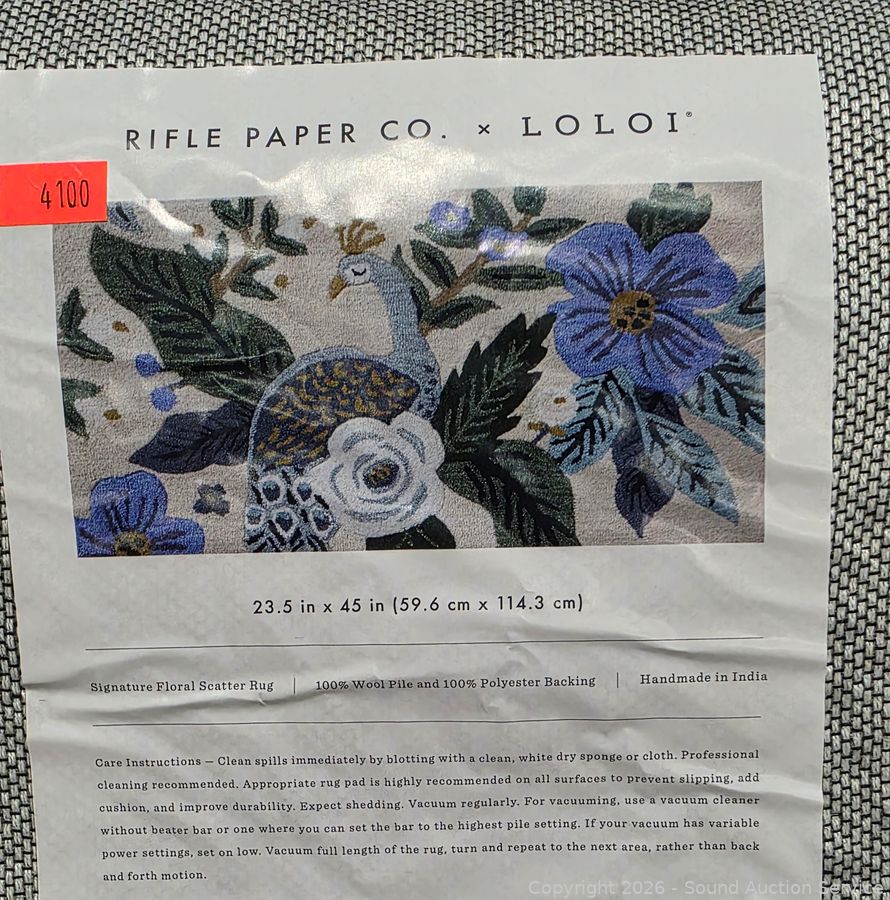 RIFLE PAPER CO. × LOLOI®
4100
23.5 in x 45 in (59.6 cm x 114.3 cm)
Signature Floral Scatter Rug | 100% Wool Pile and 100% Polyester Backing | Handmade in India
Care Instructions — Clean spills immediately by blotting with a clean, white dry sponge or cloth. Professional
cleaning recommended. Appropriate rug pad is highly recommended on all surfaces to prevent slipping, add
cushion, and improve durability. Expect shedding. Vacuum regularly. For vacuuming, use a vacuum cleaner
without beater bar or one where you can set the bar to the highest pile setting. If your vacuum has variable
power settings, set on low. Vacuum full length of the rug, turn and repeat to the next area, rather than back
and forth motion.
Copyright 2026 - Sound Auction Service